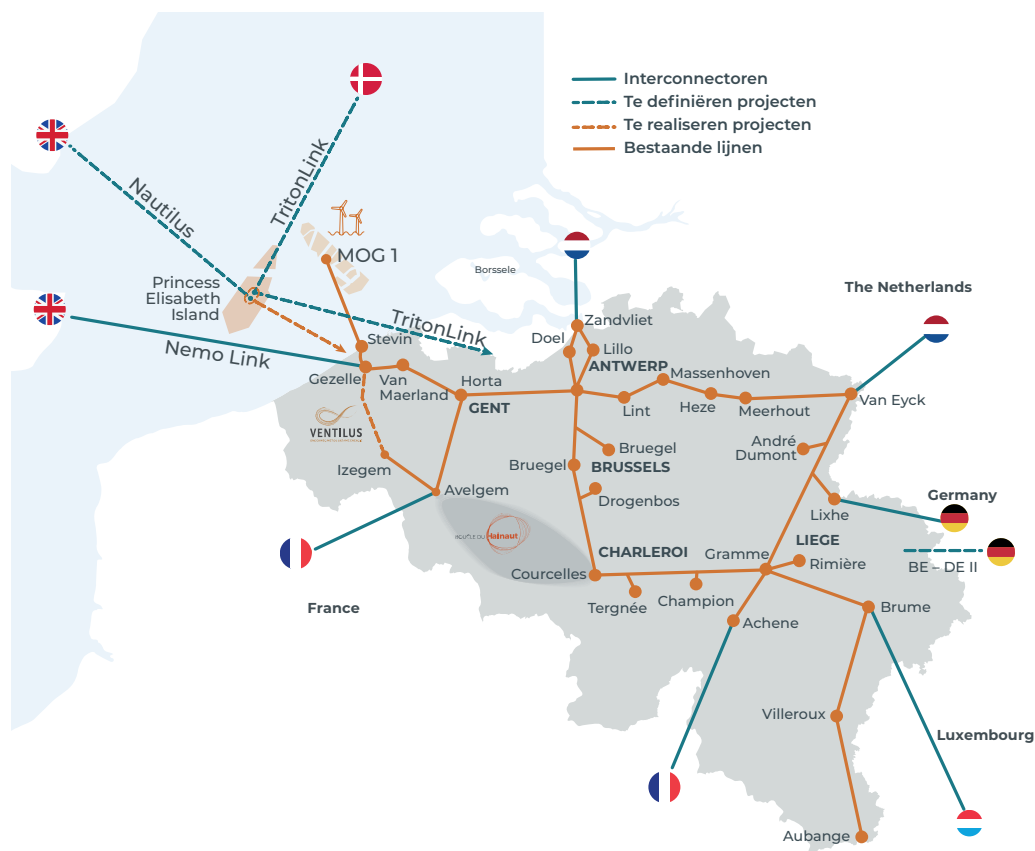 Interconnectoren
Te definiëren projecten
Te realiseren projecten
Bestaande lijnen
Nautilus
TritonLink
MOG 1
Borssele
Princess
Elisabeth
Island
The Netherlands
TritonLink
Nemo Link
Stevin
Gezelle
Van
Maerland
Horta
GENT
Zandvliet
Doel
Lillo
ANTWERP
Massenhoven
Lint
Heze
Meerhout
Van Eyck
VENTILUS
Izegem
Avelgem
Bruegel
Bruegel
BRUSSELS
Drogenbos
André
Dumont
Lixhe
Germany
BE – DE II
BOUCLE DU Hainaut
CHARLEROI
Courcelles
Tergnée
Champion
Gramme
LIEGE
Rimière
France
Achene
Brume
Villeroux
Luxembourg
Aubange